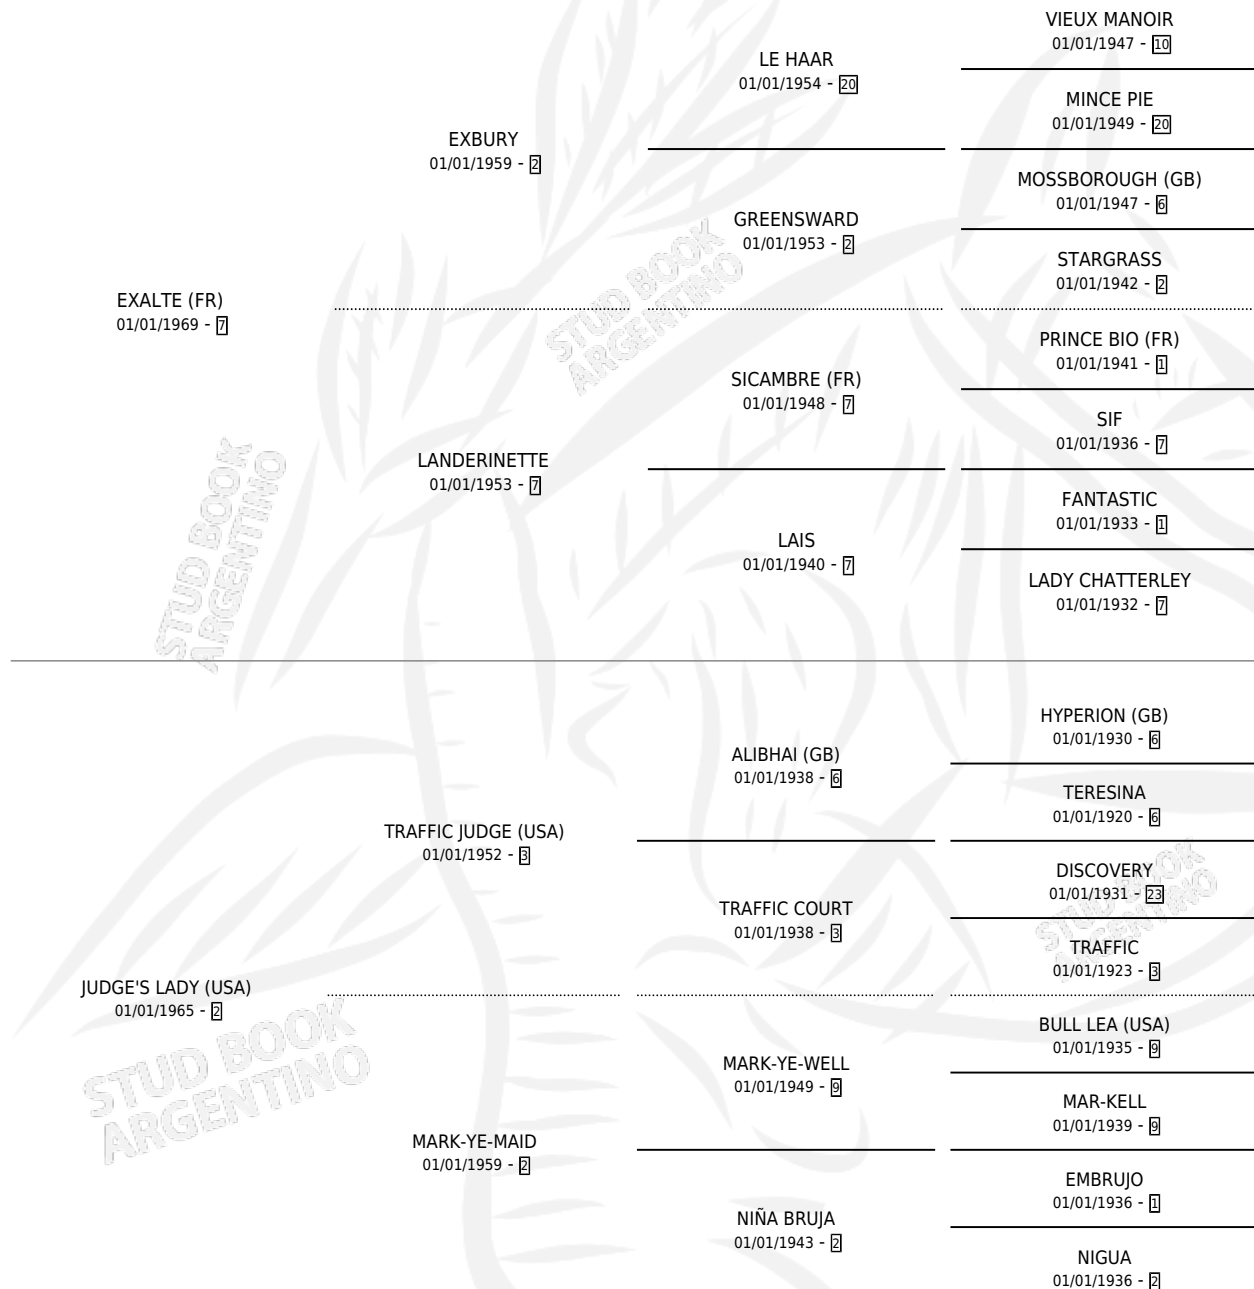 VIEUX MANOIR
01/01/1947 - 10
LE HAAR
01/01/1954 - 20
MINCE PIE
01/01/1949 - 20
EXBURY
01/01/1959 - 2
MOSSBOROUGH (GB)
01/01/1947 - 6
GREENSWARD
01/01/1953 - 2
STARGRASS
01/01/1942 - 2
EXALTE (FR)
01/01/1969 - 7
PRINCE BIO (FR)
01/01/1941 - 1
SICAMBRE (FR)
01/01/1948 - 7
SIF
01/01/1936 - 7
LANDERINETTE
01/01/1953 - 7
FANTASTIC
01/01/1933 - 1
LAIS
01/01/1940 - 7
LADY CHATTERLEY
01/01/1932 - 7
STUD BOOK
ARGENTINO
STUD BOOK
ARGENTINO
HYPERION (GB)
01/01/1930 - 6
ALIBHAI (GB)
01/01/1938 - 6
TERESINA
01/01/1920 - 6
TRAFFIC JUDGE (USA)
01/01/1952 - 3
DISCOVERY
01/01/1931 - 23
TRAFFIC COURT
01/01/1938 - 3
TRAFFIC
01/01/1923 - 3
STUD BOOK
ARGENTINO
JUDGE'S LADY (USA)
01/01/1965 - 2
BULL LEA (USA)
01/01/1935 - 9
MARK-YE-WELL
01/01/1949 - 9
MAR-KELL
01/01/1939 - 9
STUD BOOK
ARGENTINO
MARK-YE-MAID
01/01/1959 - 2
EMBRUJO
01/01/1936 - 1
NIÑA BRUJA
01/01/1943 - 2
NIGUA
01/01/1936 - 2